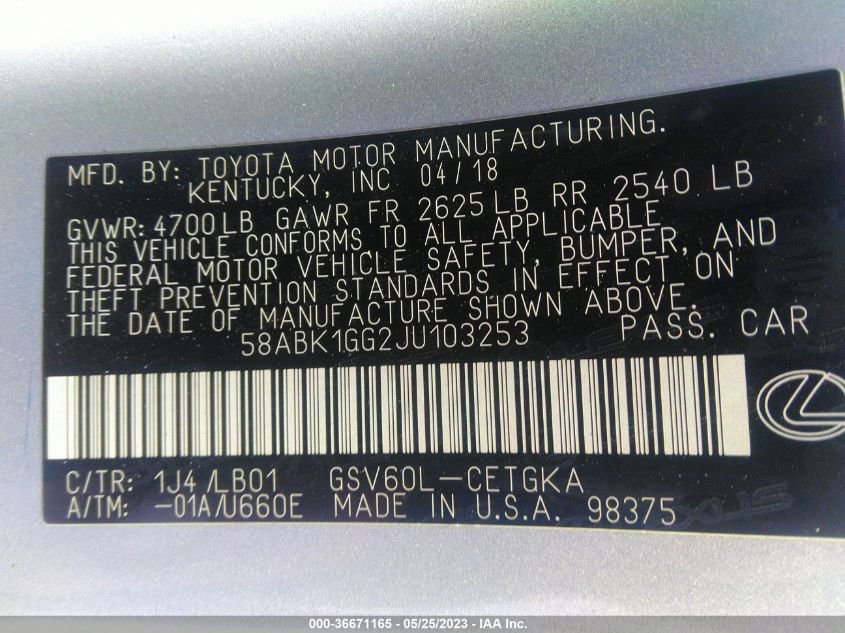 MFD. BY: TOYOTA MOTOR MANUFACTURING.
KENTUCKY, INC 04/18
GVWR: 4700LB GAWR FR 2625LB RR 2540 LB
THIS VEHICLE CONFORMS TO ALL APPLICABLE
FEDERAL MOTOR VEHICLE SAFETY, BUMPER, AND
THEFT PREVENTION STANDARDS IN EFFECT ON
THE DATE OF MANUFACTURE SHOWN ABOVE.
58ABK1GG2JU103253 PASS. CAR
C/TR: 1J4 /LB01 GSV60L-CETGKA
A/TM: -01A/U660E MADE IN U.S.A. 98375
000-36671165 - 05/25/2023 - IAA Inc.